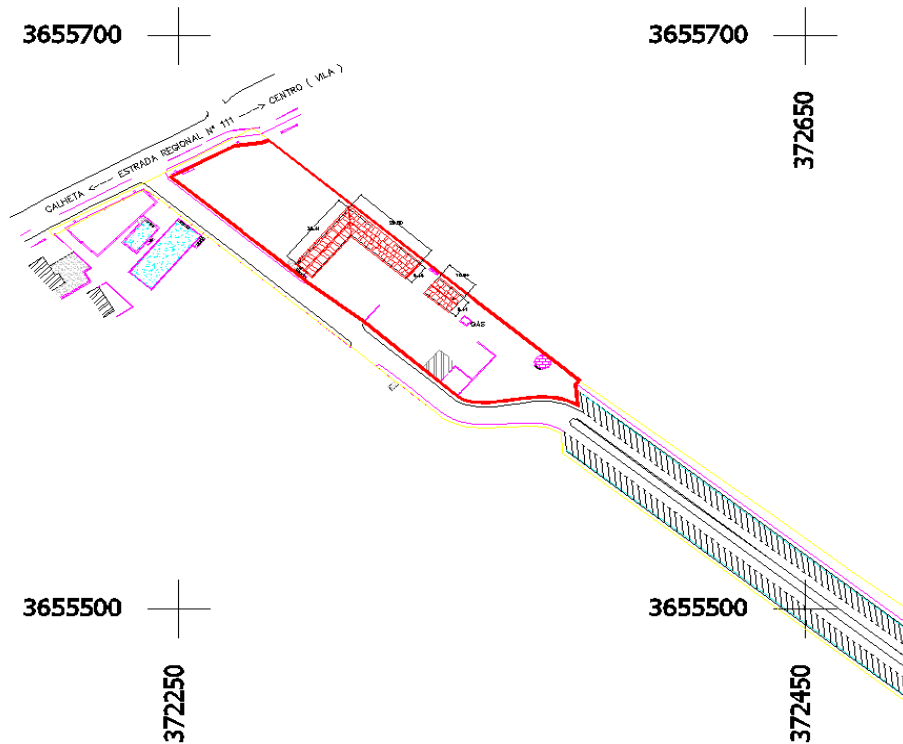 3655700
3655700
372650
CENTRO ( VILA )
ESTRADA REGIONAL Nº 111
CALHETA
GÁS
3655500
3655500
372250
372450